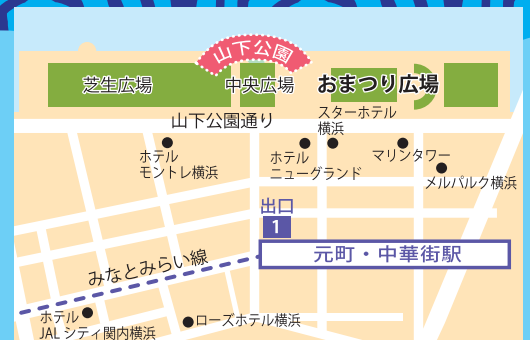 山下公園
芝生広場
中央広場
おまつり広場
山下公園通り
スターホテル
横浜
ホテル
モントレ横浜
ホテル
ニューグランド
マリンタワー
メルパルク横浜
出口
1
元町・中華街駅
みなとみらい線
ホテル
JALシティ関内横浜
ローズホテル横浜